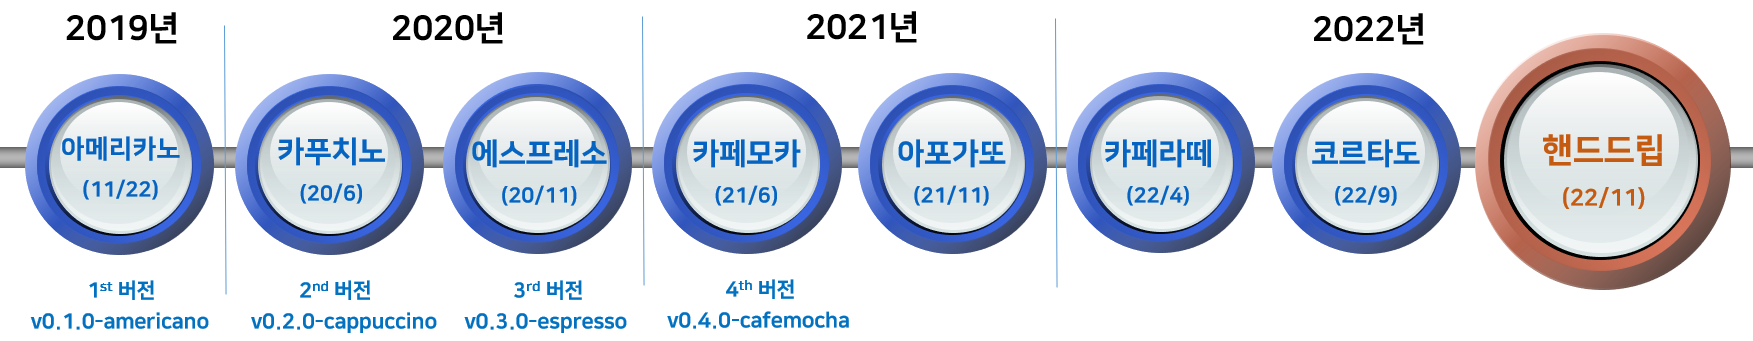 2019년
2020년
2021년
2022년
아메리카노
(11/22)
카푸치노
(20/6)
에스프레소
(20/11)
카페모카
(21/6)
아포가또
(21/11)
카페라떼
(22/4)
코르타도
(22/9)
핸드드립
(22/11)
1st 버전
v0.1.0-americano
2nd 버전
v0.2.0-cappuccino
3rd 버전
v0.3.0-espresso
4th 버전
v0.4.0-cafemocha